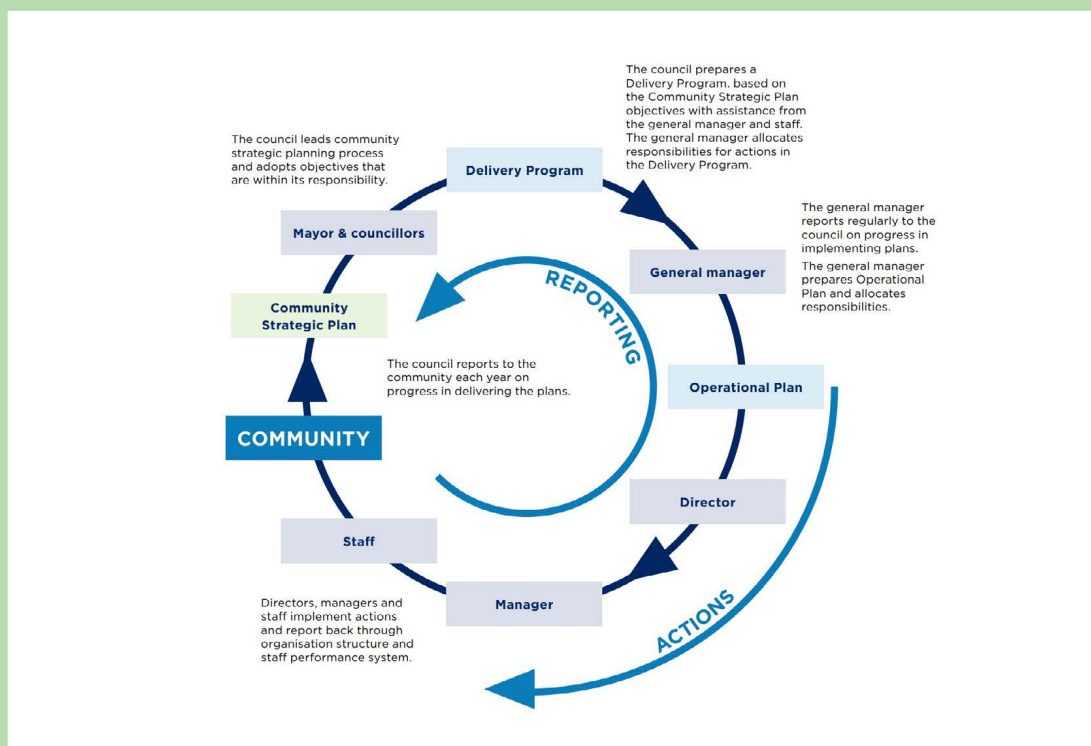 The council prepares a
Delivery Program. based on
the Community Strategic Plan
objectives with assistance from
the general manager and staff.
The general manager allocates
responsibilities for actions in
the Delivery Program.
The council leads community
strategic planning process
and adopts objectives that
are within its responsibility.
Delivery Program
Mayor & councillors
The general manager
reports regularly to the
council on progress in
implementing plans.
The general manager
prepares Operational
Plan and allocates
responsibilities.
General manager
REPORTING
Community
Strategic Plan
The council reports to the
community each year on
progress in delivering the plans.
Operational Plan
COMMUNITY
Director
Staff
Manager
Directors, managers and
staff implement actions
and report back through
organisation structure and
staff performance system.
ACTIONS